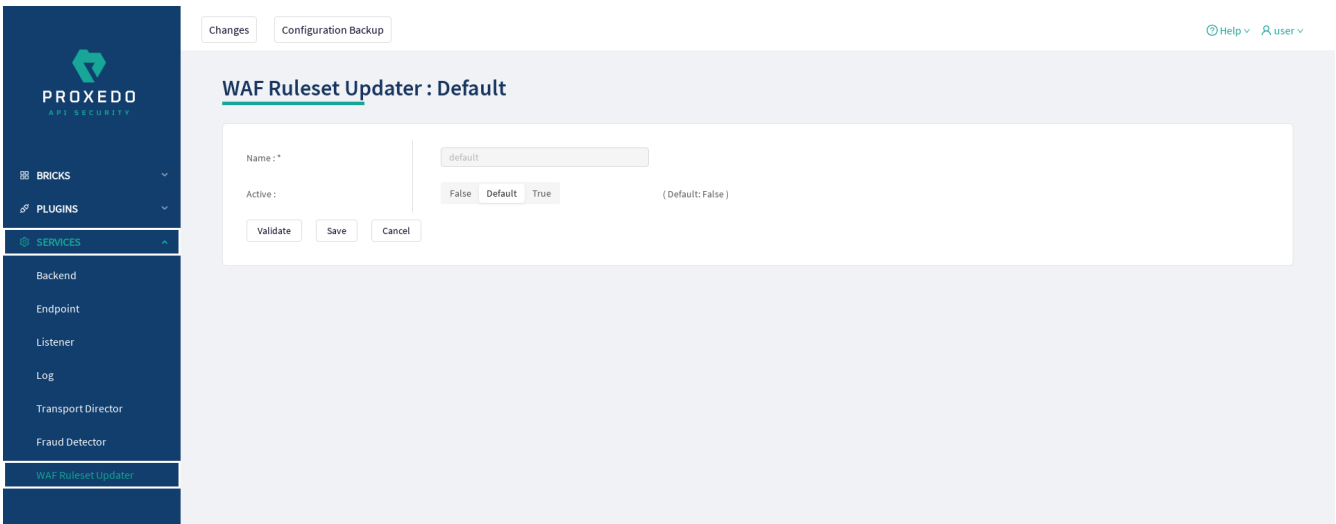 Changes Configuration Backup Help user
PROXEDO
API SECURITY
WAF Ruleset Updater : Default
BRICKS
PLUGINS
SERVICES
Backend
Endpoint
Listener
Log
Transport Director
Fraud Detector
WAF Ruleset Updater
Name : * default
Active : False Default True ( Default: False )
Validate Save Cancel